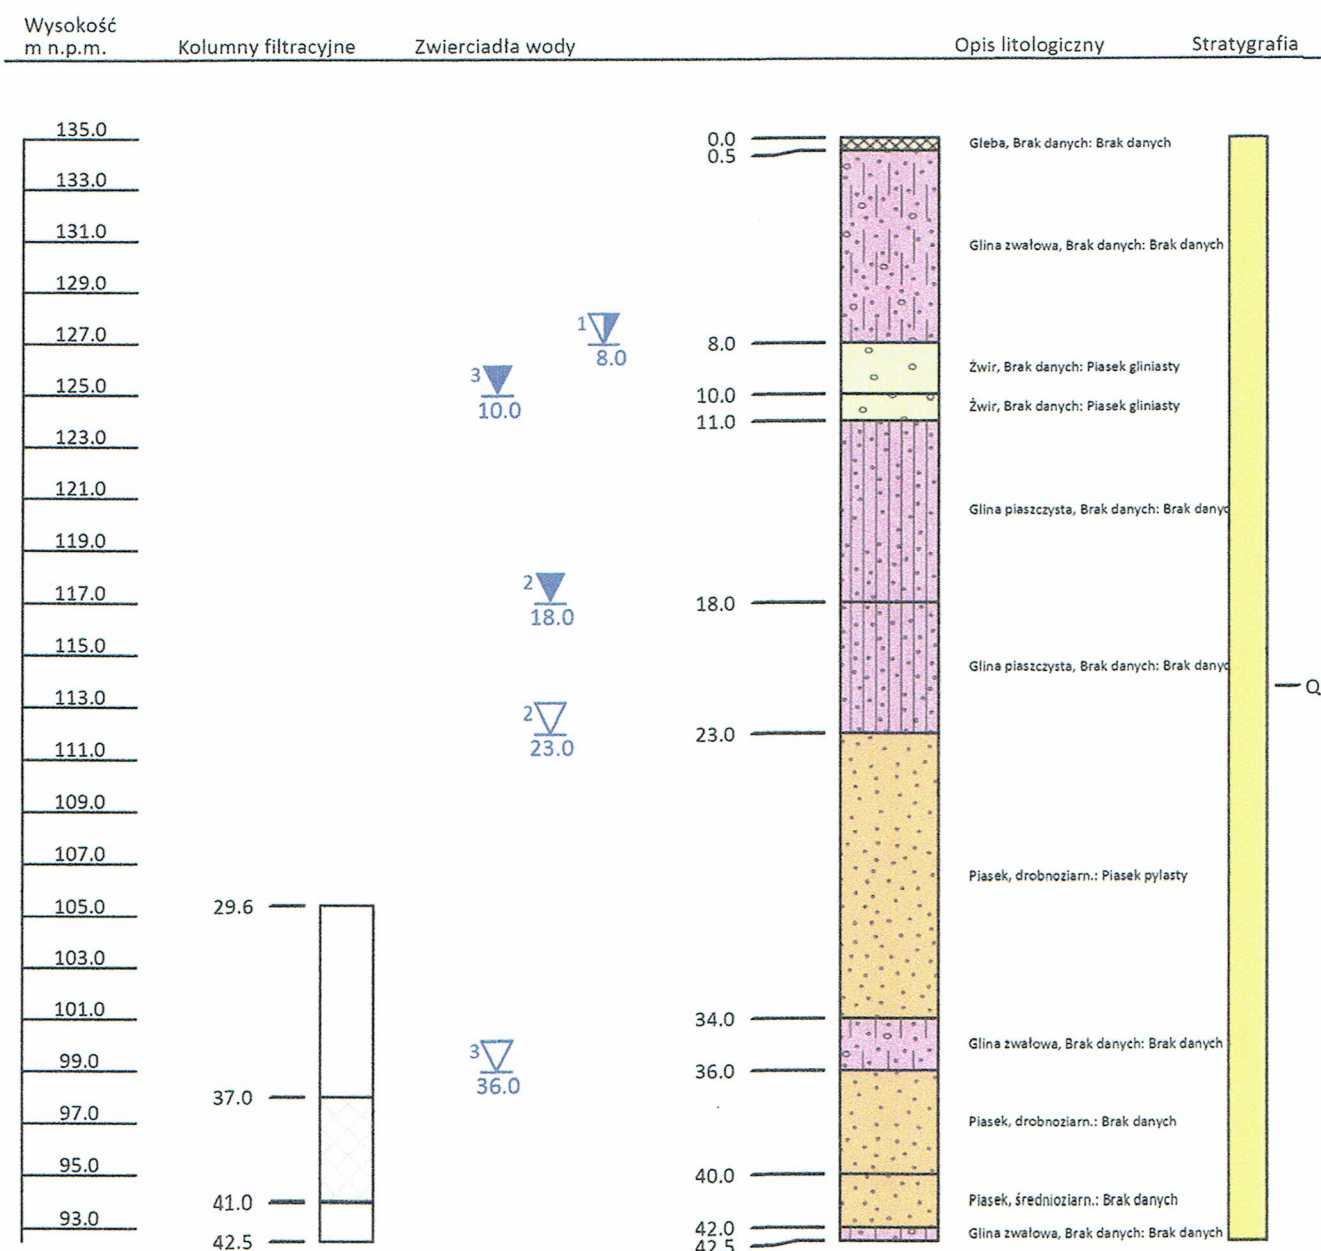 Wysokość
m n.p.m. Kolumny filtracyjne Zwierciadła wody Opis litologiczny Stratygrafia
135.0 0.0 Gleba, Brak danych: Brak danych
0.5
133.0
131.0 Glina zwałowa, Brak danych: Brak danych
129.0
127.0 1 8.0 8.0
Żwir, Brak danych: Piasek gliniasty
125.0 3 10.0 10.0
Żwir, Brak danych: Piasek gliniasty
11.0
123.0
121.0 Glina piaszczysta, Brak danych: Brak danyc
119.0
117.0 2 18.0 18.0
115.0 Glina piaszczysta, Brak danych: Brak danyc
Q
113.0 2 23.0 23.0
111.0
109.0
107.0 Piasek, drobnoziarn.: Piasek pylasty
105.0 29.6
103.0
101.0 34.0
Glina zwałowa, Brak danych: Brak danych
99.0 3 36.0 36.0
37.0
97.0 Piasek, drobnoziarn.: Brak danych
95.0 40.0
41.0 Piasek, średnioziarn.: Brak danych
93.0 42.0 Glina zwałowa, Brak danych: Brak danych
42.5 42.5